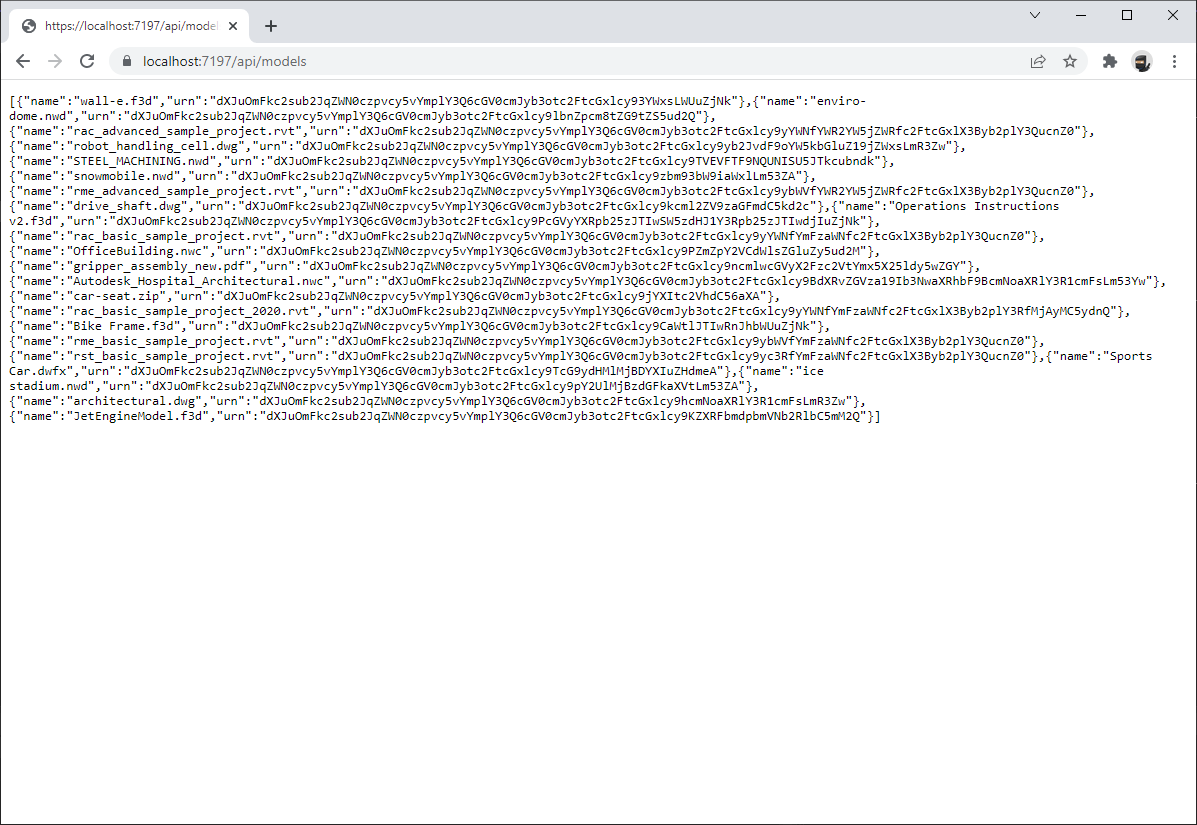 https://localhost:7197/api/model
localhost:7197/api/models
[{"name":"wall-e.f3d","urn":"dXJuOmFkc2sub2JqZWN0czpvcy5vYmplY3Q6cGV0cmJyb3otc2FtcGxlcy93YWxsLWUuZjNk"},{"name":"enviro-
dome.nwd","urn":"dXJuOmFkc2sub2JqZWN0czpvcy5vYmplY3Q6cGV0cmJyb3otc2FtcGxlcy9lbnZpcm8tZG9tZS5ud2Q"},
{"name":"rac_advanced_sample_project.rvt","urn":"dXJuOmFkc2sub2JqZWN0czpvcy5vYmplY3Q6cGV0cmJyb3otc2FtcGxlcy9yYWNfYWR2YW5jZWRfc2FtcGxlX3Byb2plY3QucnZ0"},
{"name":"robot_handling_cell.dwg","urn":"dXJuOmFkc2sub2JqZWN0czpvcy5vYmplY3Q6cGV0cmJyb3otc2FtcGxlcy9yb2JvdF9oYW5kbGluZ19jZWxsLmR3Zw"},
{"name":"STEEL_MACHINING.nwd","urn":"dXJuOmFkc2sub2JqZWN0czpvcy5vYmplY3Q6cGV0cmJyb3otc2FtcGxlcy9TVEVFTF9NQUNISU5JTkcubndk"},
{"name":"snowmobile.nwd","urn":"dXJuOmFkc2sub2JqZWN0czpvcy5vYmplY3Q6cGV0cmJyb3otc2FtcGxlcy9zbm93bW9iaWxlLm53ZA"},
{"name":"rme_advanced_sample_project.rvt","urn":"dXJuOmFkc2sub2JqZWN0czpvcy5vYmplY3Q6cGV0cmJyb3otc2FtcGxlcy9ybWVfYWR2YW5jZWRfc2FtcGxlX3Byb2plY3QucnZ0"},
{"name":"drive_shaft.dwg","urn":"dXJuOmFkc2sub2JqZWN0czpvcy5vYmplY3Q6cGV0cmJyb3otc2FtcGxlcy9kcml2ZV9zaGFmdC5kd2c"},{"name":"Operations Instructions
v2.f3d","urn":"dXJuOmFkc2sub2JqZWN0czpvcy5vYmplY3Q6cGV0cmJyb3otc2FtcGxlcy9PcGVyYXRpb25zJTIwSW5zdHJ1Y3Rpb25zJTIwdjIuZjNk"},
{"name":"rac_basic_sample_project.rvt","urn":"dXJuOmFkc2sub2JqZWN0czpvcy5vYmplY3Q6cGV0cmJyb3otc2FtcGxlcy9yYWNfYmFzaWNfc2FtcGxlX3Byb2plY3QucnZ0"},
{"name":"OfficeBuilding.nwc","urn":"dXJuOmFkc2sub2JqZWN0czpvcy5vYmplY3Q6cGV0cmJyb3otc2FtcGxlcy9PZmZpY2VCdWlsZGluZy5ud2M"},
{"name":"gripper_assembly_new.pdf","urn":"dXJuOmFkc2sub2JqZWN0czpvcy5vYmplY3Q6cGV0cmJyb3otc2FtcGxlcy9ncmlwcGVyX2Fzc2VtYmx5X25ldy5wZGY"},
{"name":"Autodesk_Hospital_Architectural.nwc","urn":"dXJuOmFkc2sub2JqZWN0czpvcy5vYmplY3Q6cGV0cmJyb3otc2FtcGxlcy9BdXRvZGVza19Ib3NwaXRhbF9BcmNoaXRlY3R1cmFsLm53Yw"},
{"name":"car-seat.zip","urn":"dXJuOmFkc2sub2JqZWN0czpvcy5vYmplY3Q6cGV0cmJyb3otc2FtcGxlcy9jYXItc2VhdC56aXA"},
{"name":"rac_basic_sample_project_2020.rvt","urn":"dXJuOmFkc2sub2JqZWN0czpvcy5vYmplY3Q6cGV0cmJyb3otc2FtcGxlcy9yYWNfYmFzaWNfc2FtcGxlX3Byb2plY3RfMjAyMC5ydnQ"},
{"name":"Bike Frame.f3d","urn":"dXJuOmFkc2sub2JqZWN0czpvcy5vYmplY3Q6cGV0cmJyb3otc2FtcGxlcy9CaWtlJTIwRnJhbWUuZjNk"},
{"name":"rme_basic_sample_project.rvt","urn":"dXJuOmFkc2sub2JqZWN0czpvcy5vYmplY3Q6cGV0cmJyb3otc2FtcGxlcy9ybWVfYmFzaWNfc2FtcGxlX3Byb2plY3QucnZ0"},
{"name":"rst_basic_sample_project.rvt","urn":"dXJuOmFkc2sub2JqZWN0czpvcy5vYmplY3Q6cGV0cmJyb3otc2FtcGxlcy9yc3RfYmFzaWNfc2FtcGxlX3Byb2plY3QucnZ0"},{"name":"Sports
Car.dwfx","urn":"dXJuOmFkc2sub2JqZWN0czpvcy5vYmplY3Q6cGV0cmJyb3otc2FtcGxlcy9TcG9ydHMlMjBDYXIuZHdmeA"},{"name":"ice
stadium.nwd","urn":"dXJuOmFkc2sub2JqZWN0czpvcy5vYmplY3Q6cGV0cmJyb3otc2FtcGxlcy9pY2UlMjBzdGFkaXVtLm53ZA"},
{"name":"architectural.dwg","urn":"dXJuOmFkc2sub2JqZWN0czpvcy5vYmplY3Q6cGV0cmJyb3otc2FtcGxlcy9hcmNoaXRlY3R1cmFsLmR3Zw"},
{"name":"JetEngineModel.f3d","urn":"dXJuOmFkc2sub2JqZWN0czpvcy5vYmplY3Q6cGV0cmJyb3otc2FtcGxlcy9KZXRFbmdpbmVNb2RlbC5mM2Q"}]